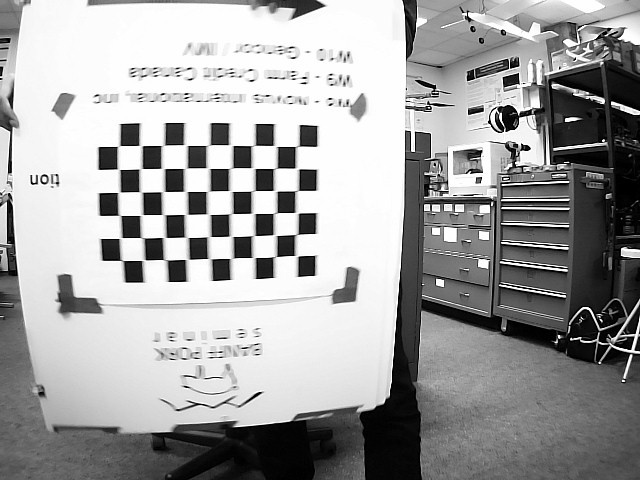 BANFF PORK
seminar
tion
W8 - Novus International, Inc
W9 - Farm Credit Canada
W10 - Gencor / IMV